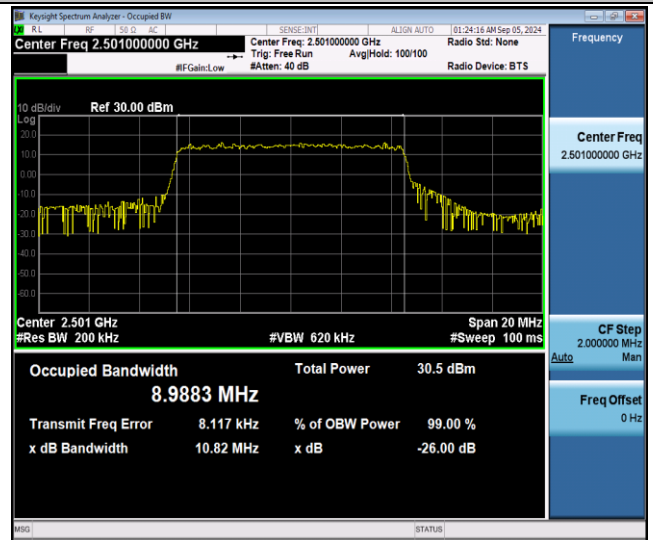 Keysight Spectrum Analyzer - Occupied BW
RL RF 50 Ω AC SENSE:INT ALIGN AUTO 01:24:16 AM Sep 05, 2024
Center Freq 2.501000000 GHz Center Freq: 2.501000000 GHz Radio Std: None Frequency
Trig: Free Run Avg|Hold: 100/100
#IFGain:Low #Atten: 40 dB Radio Device: BTS
10 dB/div Ref 30.00 dBm
Log
20.0
10.0
0.00
-10.0
-20.0
-30.0
-40.0
-50.0
-60.0
Center Freq
2.501000000 GHz
Center 2.501 GHz Span 20 MHz
#Res BW 200 kHz #VBW 620 kHz #Sweep 100 ms
CF Step
2.000000 MHz
Auto Man
Occupied Bandwidth Total Power 30.5 dBm
8.9883 MHz
Freq Offset
0 Hz
Transmit Freq Error 8.117 kHz % of OBW Power 99.00 %
x dB Bandwidth 10.82 MHz x dB -26.00 dB
MSG STATUS